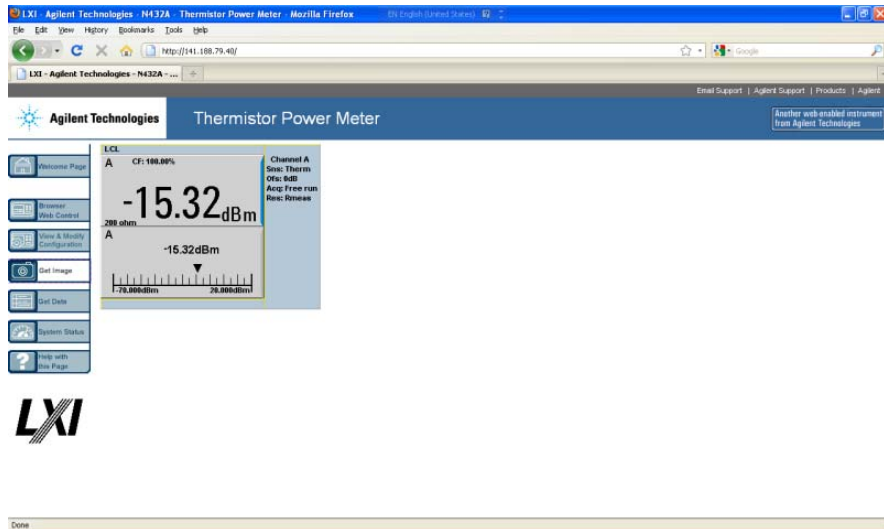 LXI - Agilent Technologies - N432A - Thermistor Power Meter - Mozilla Firefox
EN English (United States)
File Edit View History Bookmarks Tools Help
http://141.188.79.40/
Google
LXI - Agilent Technologies - N432A - ...
Email Support | Agilent Support | Products | Agilent
Agilent Technologies
Thermistor Power Meter
Another web-enabled instrument
from Agilent Technologies
Welcome Page
Browser
Web Control
View & Modify
Configuration
Get Image
Get Data
System Status
Help with
this Page
LXI
LCL
A CF: 100.00%
-15.32dBm
200 ohm
Channel A
Sns: Therm
Ofs: 0dB
Acq: Free run
Res: Rmeas
A
-15.32dBm
-70.000dBm 20.000dBm
Done